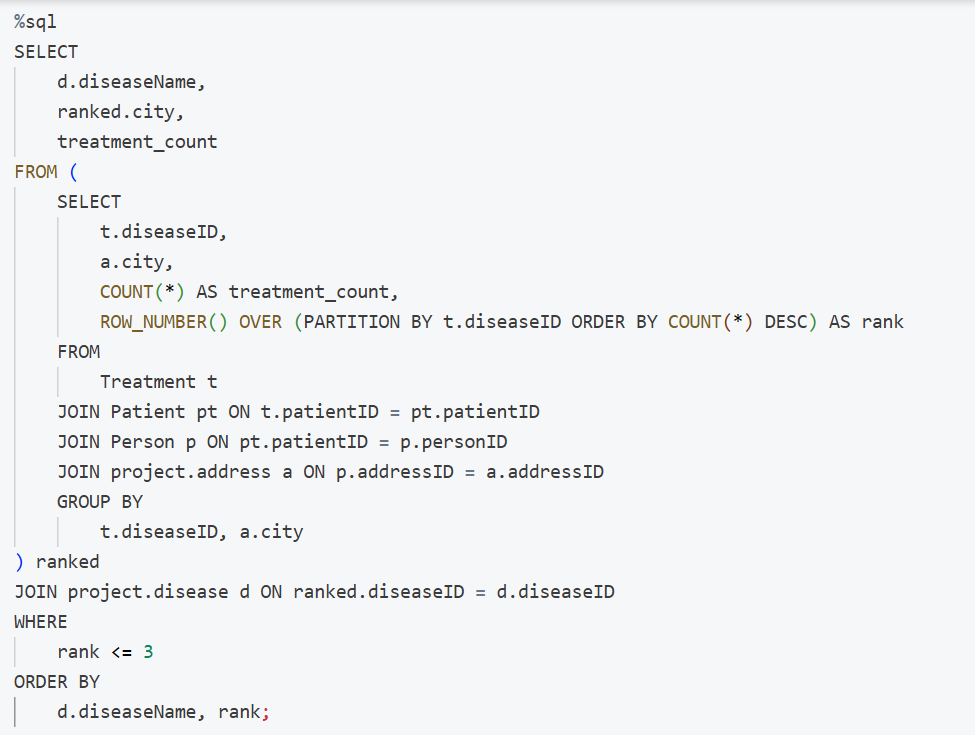 %sql
SELECT
    d.diseaseName,
    ranked.city,
    treatment_count
FROM (
    SELECT
        t.diseaseID,
        a.city,
        COUNT(*) AS treatment_count,
        ROW_NUMBER() OVER (PARTITION BY t.diseaseID ORDER BY COUNT(*) DESC) AS rank
    FROM
        Treatment t
    JOIN Patient pt ON t.patientID = pt.patientID
    JOIN Person p ON pt.patientID = p.personID
    JOIN project.address a ON p.addressID = a.addressID
    GROUP BY
        t.diseaseID, a.city
) ranked
JOIN project.disease d ON ranked.diseaseID = d.diseaseID
WHERE
    rank <= 3
ORDER BY
    d.diseaseName, rank;